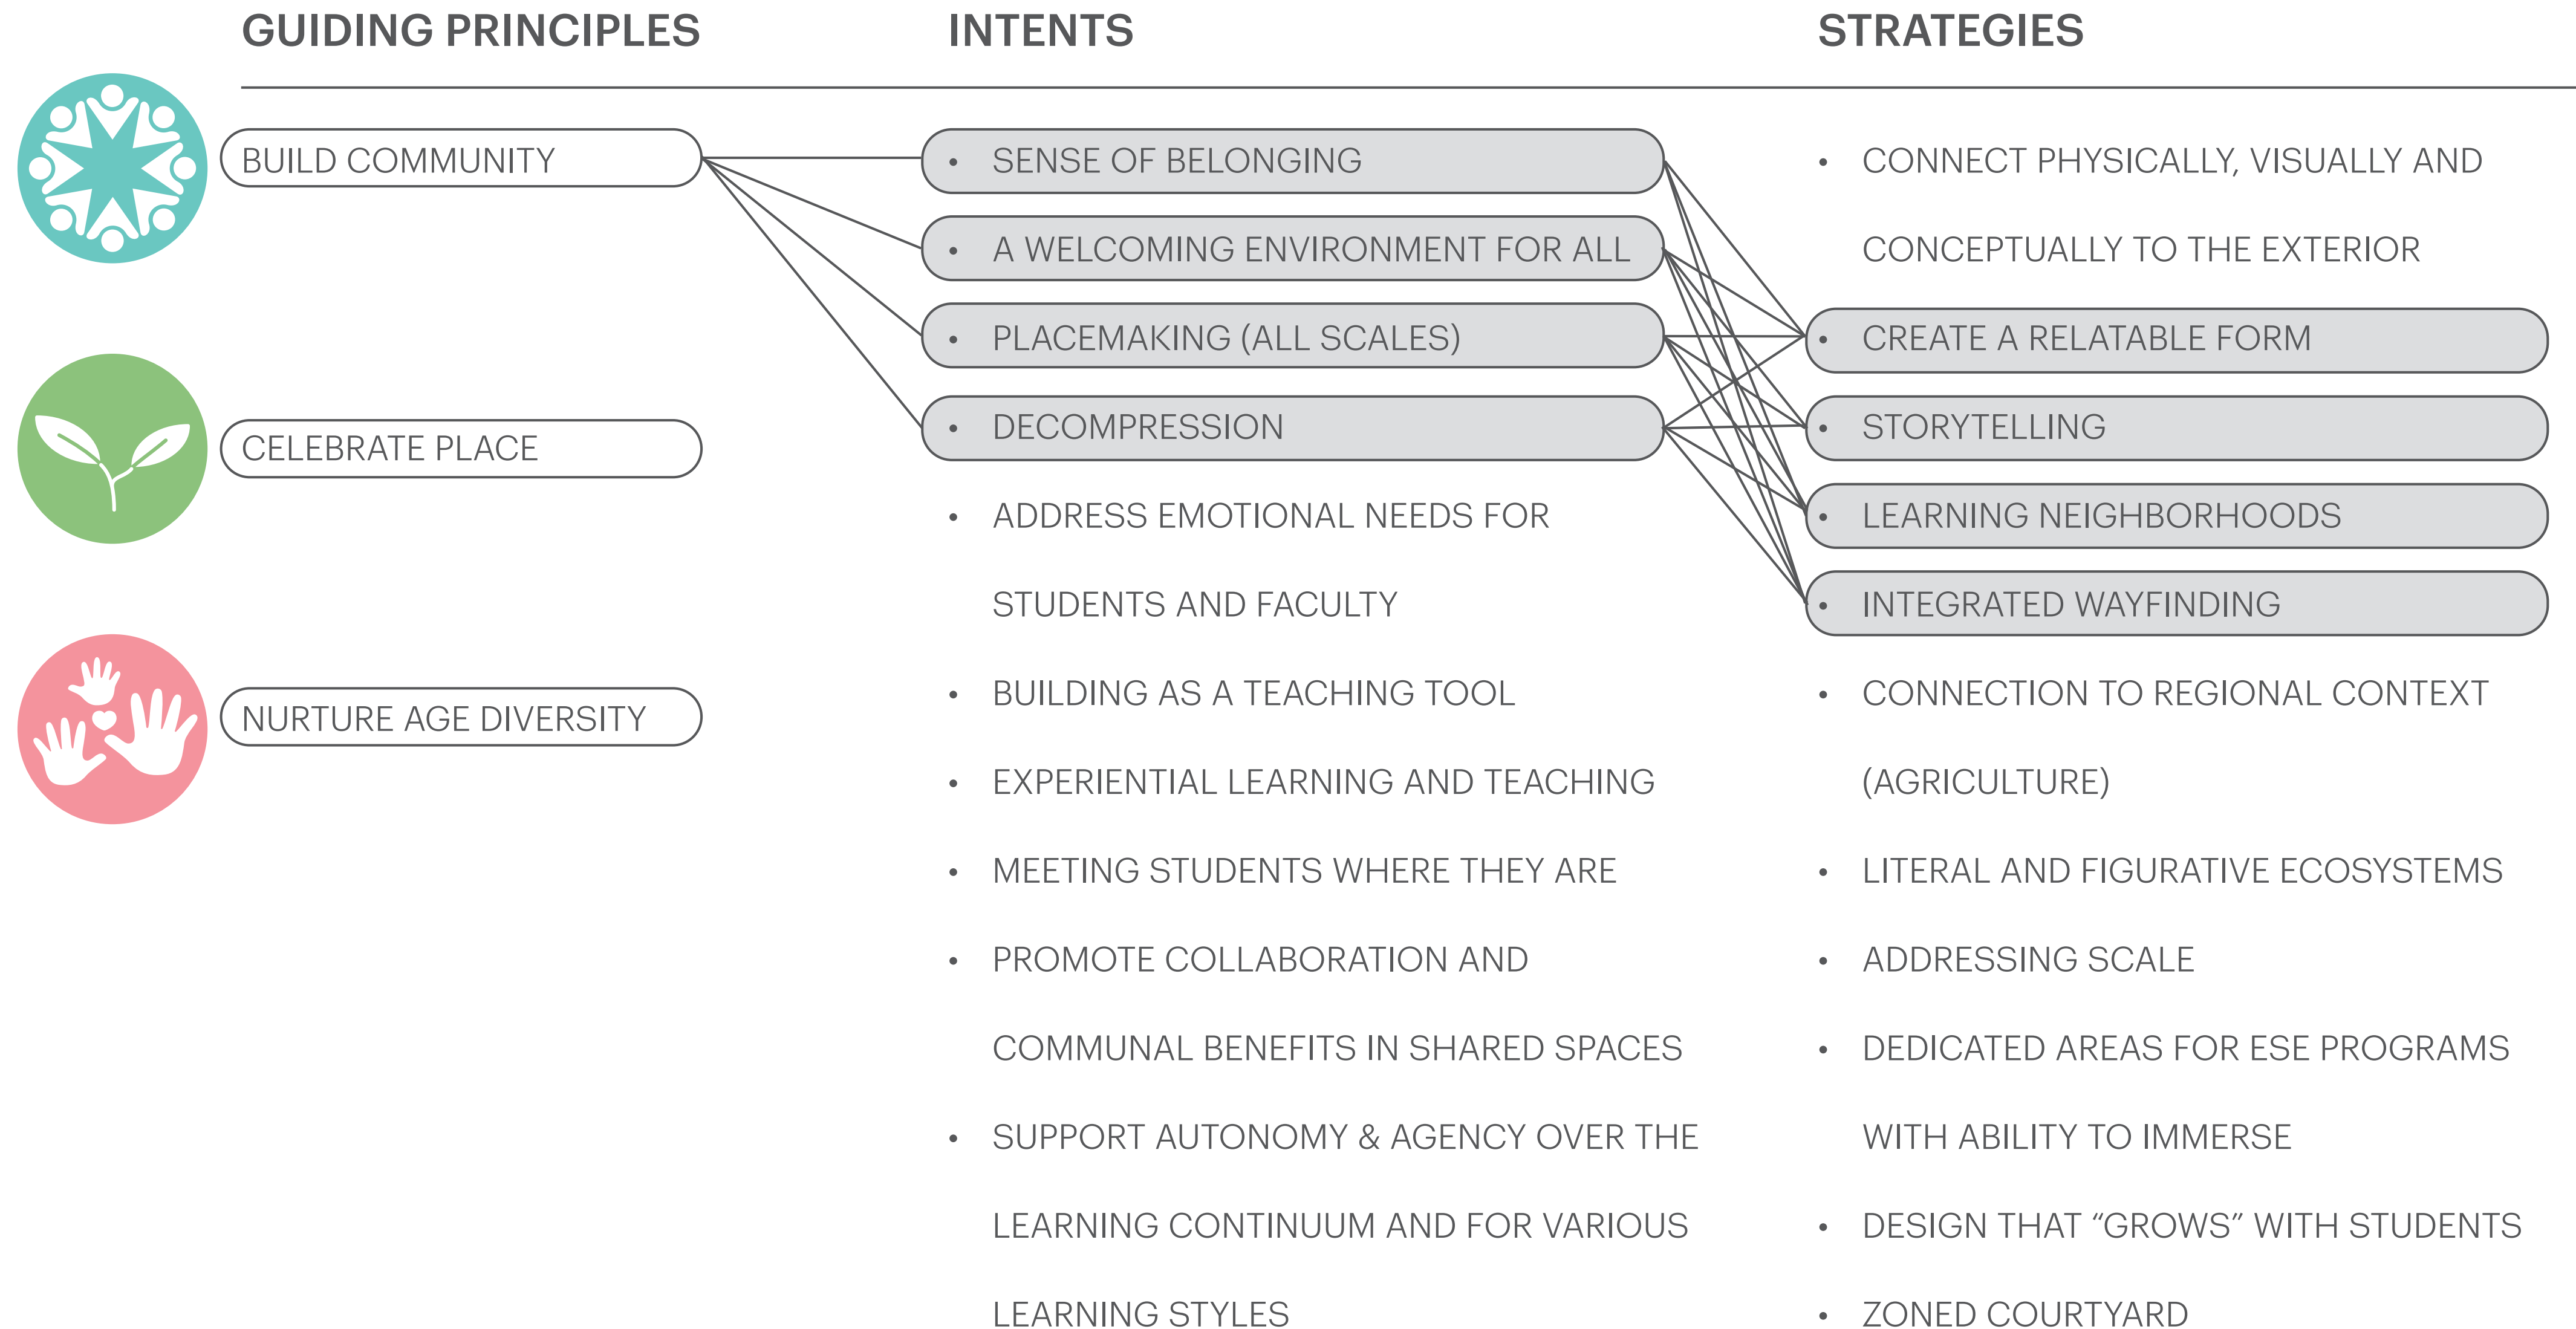 GUIDING PRINCIPLES
BUILD COMMUNITY
CELEBRATE PLACE
NURTURE AGE DIVERSITY
INTENTS
• SENSE OF BELONGING
• A WELCOMING ENVIRONMENT FOR ALL
• PLACEMAKING (ALL SCALES)
• DECOMPRESSION
• ADDRESS EMOTIONAL NEEDS FOR
STUDENTS AND FACULTY
• BUILDING AS A TEACHING TOOL
• EXPERIENTIAL LEARNING AND TEACHING
• MEETING STUDENTS WHERE THEY ARE
• PROMOTE COLLABORATION AND
COMMUNAL BENEFITS IN SHARED SPACES
• SUPPORT AUTONOMY & AGENCY OVER THE
LEARNING CONTINUUM AND FOR VARIOUS
LEARNING STYLES
STRATEGIES
• CONNECT PHYSICALLY, VISUALLY AND
CONCEPTUALLY TO THE EXTERIOR
• CREATE A RELATABLE FORM
• STORYTELLING
• LEARNING NEIGHBORHOODS
• INTEGRATED WAYFINDING
• CONNECTION TO REGIONAL CONTEXT
(AGRICULTURE)
• LITERAL AND FIGURATIVE ECOSYSTEMS
• ADDRESSING SCALE
• DEDICATED AREAS FOR ESE PROGRAMS
WITH ABILITY TO IMMERSE
• DESIGN THAT “GROWS” WITH STUDENTS
• ZONED COURTYARD